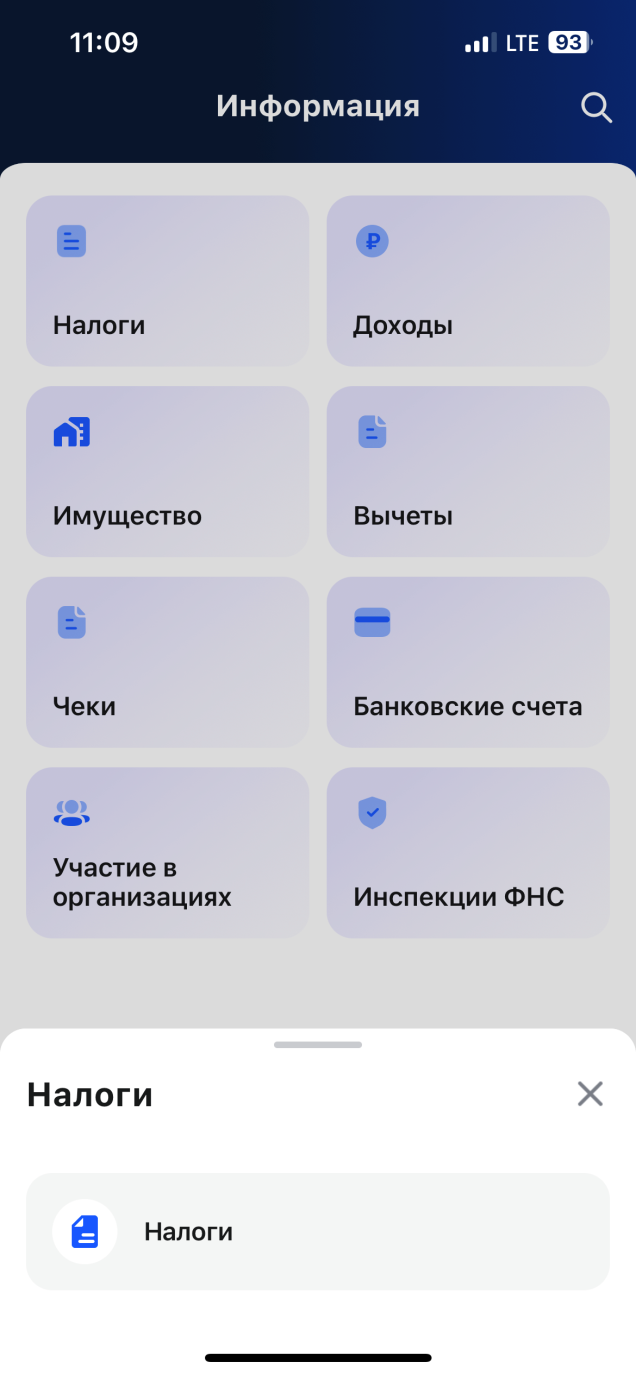 11:09
LTE 93
Информация
Налоги
Доходы
Имущество
Вычеты
Чеки
Банковские счета
Участие в
организациях
Инспекции ФНС
Налоги
Налоги